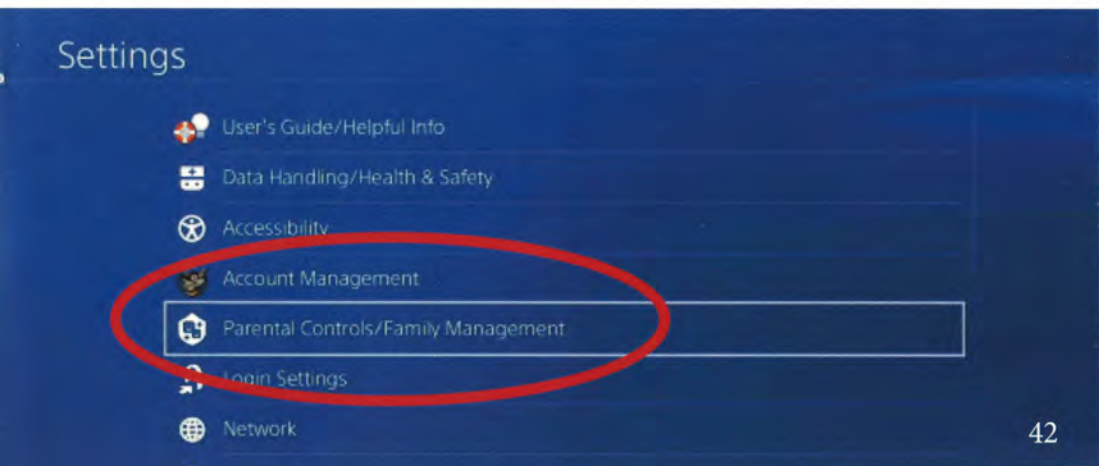 Settings
User's Guide/Helpful Info
Data Handling/Health & Safety
Accessibility
Account Management
Parental Controls/Family Management
Login Settings
Network
42